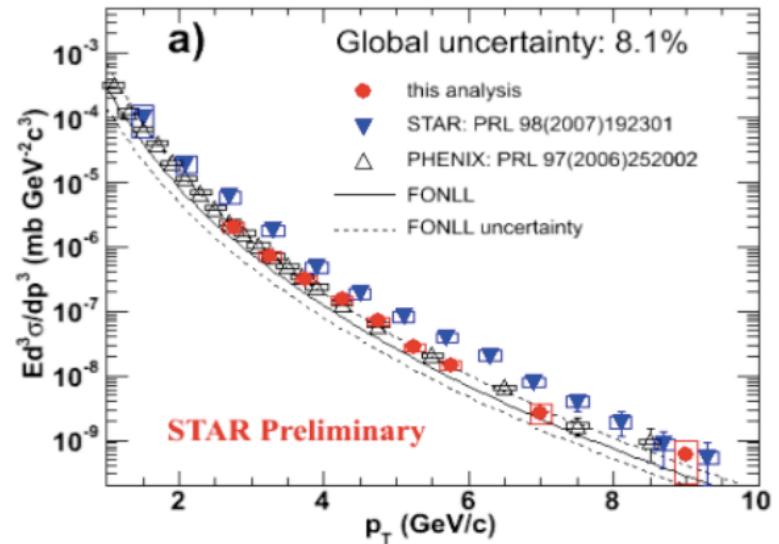 a)
Global uncertainty: 8.1%
this analysis
STAR: PRL 98(2007)192301
PHENIX: PRL 97(2006)252002
FONLL
FONLL uncertainty
STAR Preliminary
Ed³σ/dp³ (mb GeV⁻²c³)
10⁻³
10⁻⁴
10⁻⁵
10⁻⁶
10⁻⁷
10⁻⁸
10⁻⁹
2 4 6 8 10
p_T (GeV/c)